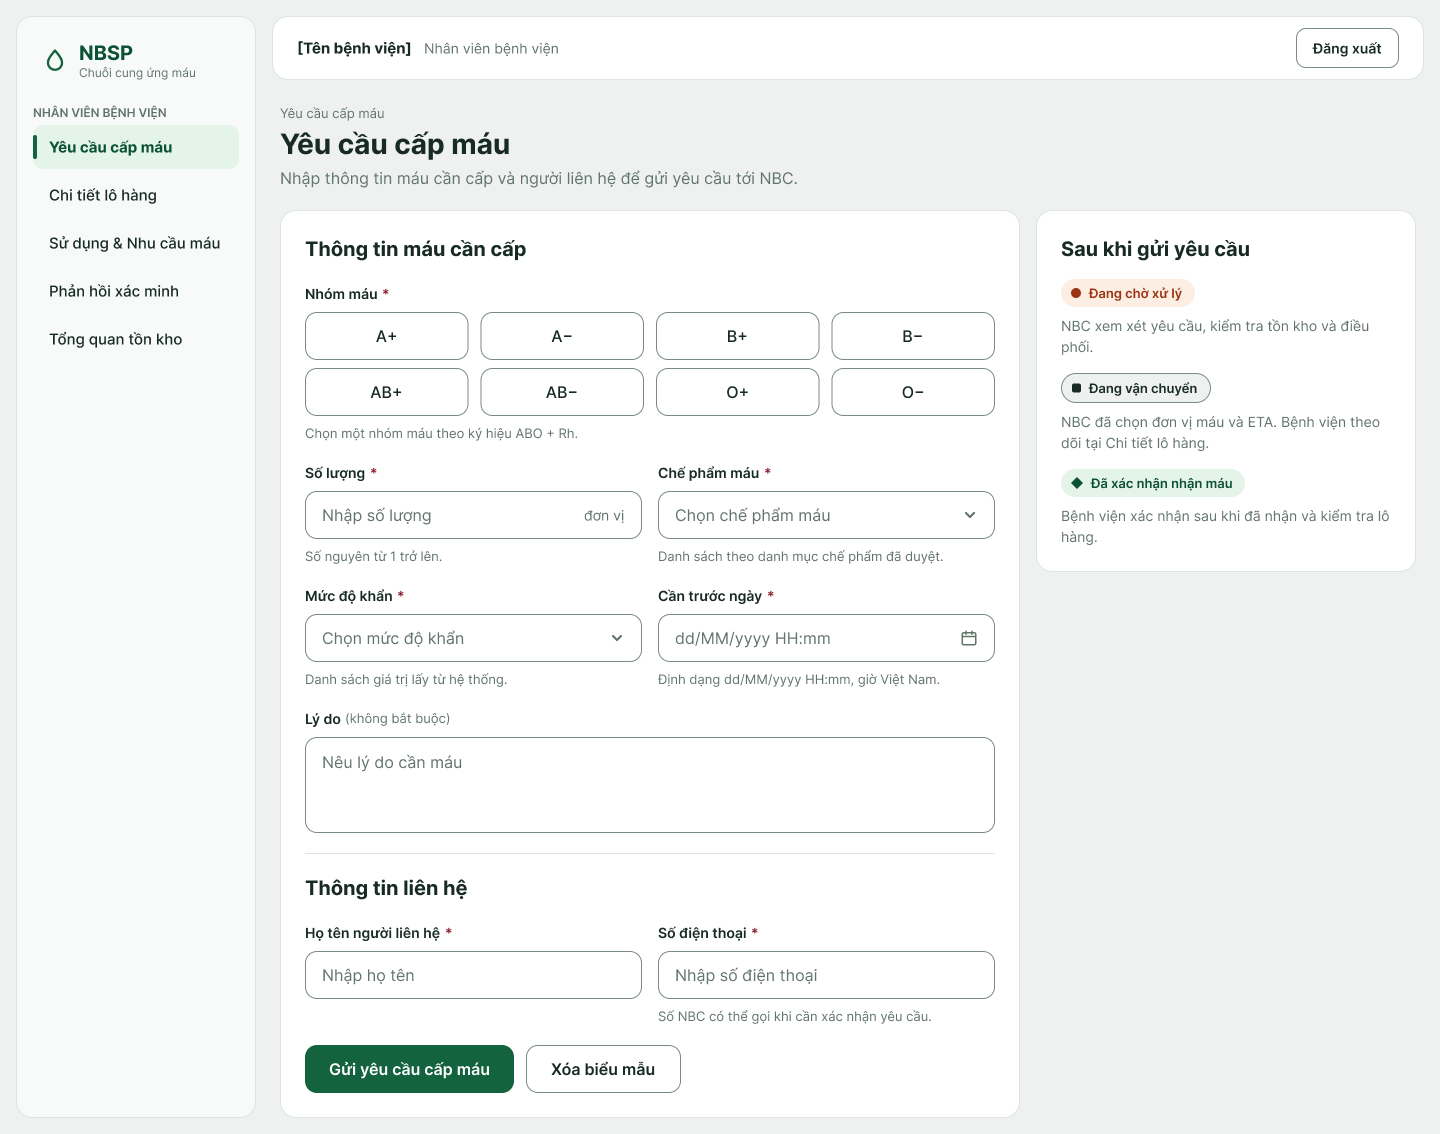 NBSP
Chuỗi cung ứng máu
NHÂN VIÊN BỆNH VIỆN
Yêu cầu cấp máu
Chi tiết lô hàng
Sử dụng & Nhu cầu máu
Phản hồi xác minh
Tổng quan tồn kho
[Tên bệnh viện] Nhân viên bệnh viện
Đăng xuất
Yêu cầu cấp máu
Yêu cầu cấp máu
Nhập thông tin máu cần cấp và người liên hệ để gửi yêu cầu tới NBC.
Thông tin máu cần cấp
Nhóm máu *
A+ A− B+ B−
AB+ AB− O+ O−
Chọn một nhóm máu theo ký hiệu ABO + Rh.
Số lượng *
Nhập số lượng đơn vị
Số nguyên từ 1 trở lên.
Chế phẩm máu *
Chọn chế phẩm máu
Danh sách theo danh mục chế phẩm đã duyệt.
Mức độ khẩn *
Chọn mức độ khẩn
Danh sách giá trị lấy từ hệ thống.
Cần trước ngày *
dd/MM/yyyy HH:mm
Định dạng dd/MM/yyyy HH:mm, giờ Việt Nam.
Lý do (không bắt buộc)
Nêu lý do cần máu
Thông tin liên hệ
Họ tên người liên hệ *
Nhập họ tên
Số điện thoại *
Nhập số điện thoại
Số NBC có thể gọi khi cần xác nhận yêu cầu.
Gửi yêu cầu cấp máu
Xóa biểu mẫu
Sau khi gửi yêu cầu
Đang chờ xử lý
NBC xem xét yêu cầu, kiểm tra tồn kho và điều
phối.
Đang vận chuyển
NBC đã chọn đơn vị máu và ETA. Bệnh viện theo
dõi tại Chi tiết lô hàng.
Đã xác nhận nhận máu
Bệnh viện xác nhận sau khi đã nhận và kiểm tra lô
hàng.